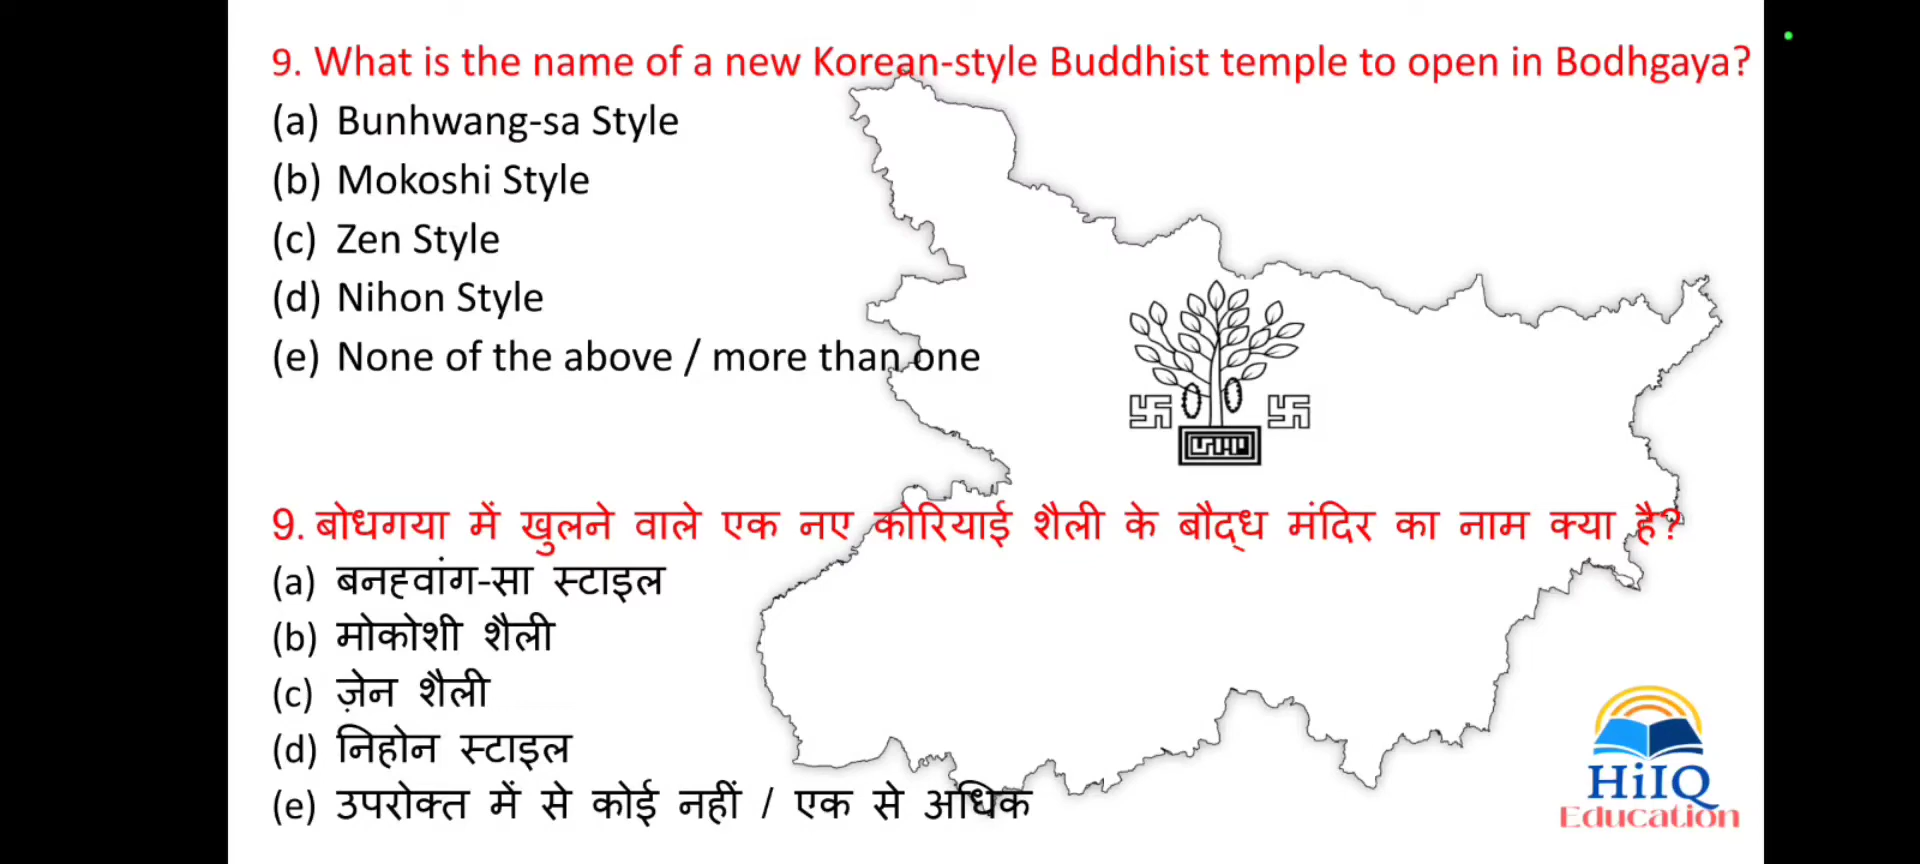 9. What is the name of a new Korean-style Buddhist temple to open in Bodhgaya?
(a) Bunhwang-sa Style
(b) Mokoshi Style
(c) Zen Style
(d) Nihon Style
(e) None of the above / more than one
9. बोधगया में खुलने वाले एक नए कोरियाई शैली के बौद्ध मंदिर का नाम क्या है?
(a) बनह्वांग-सा स्टाइल
(b) मोकोशी शैली
(c) ज़ेन शैली
(d) निहोन स्टाइल
(e) उपरोक्त में से कोई नहीं / एक से अधिक
HiIQ
Education